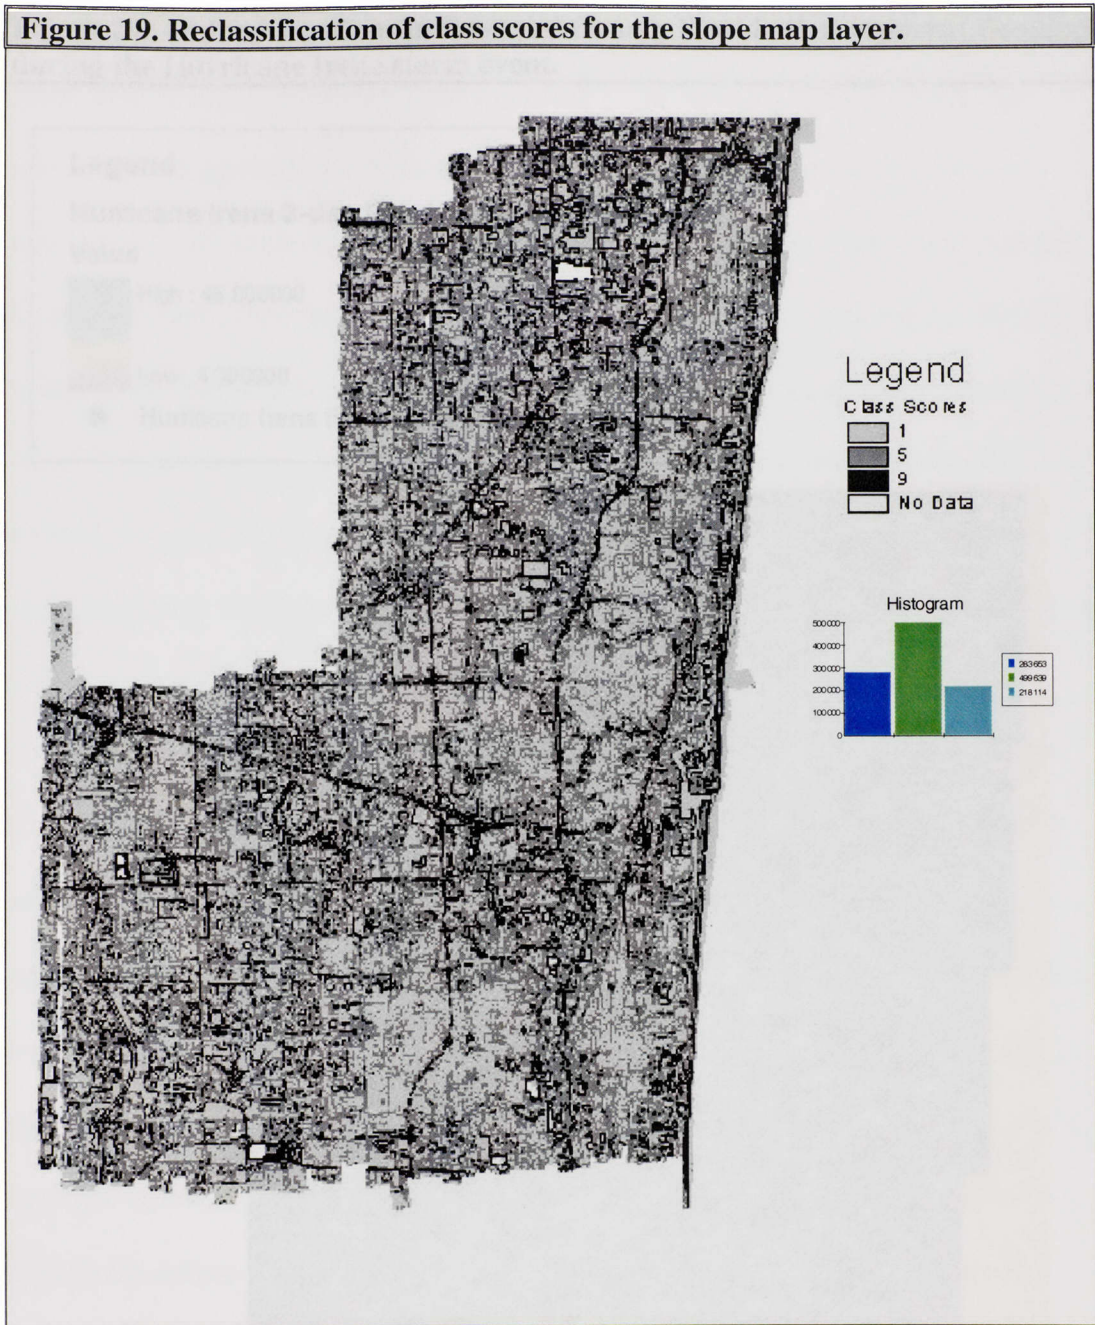 Figure 19. Reclassification of class scores for the slope map layer.
Legend
Class Scores
1
5
9
No Data
Histogram
500000
400000
300000
200000
100000
0
283653
499639
218114